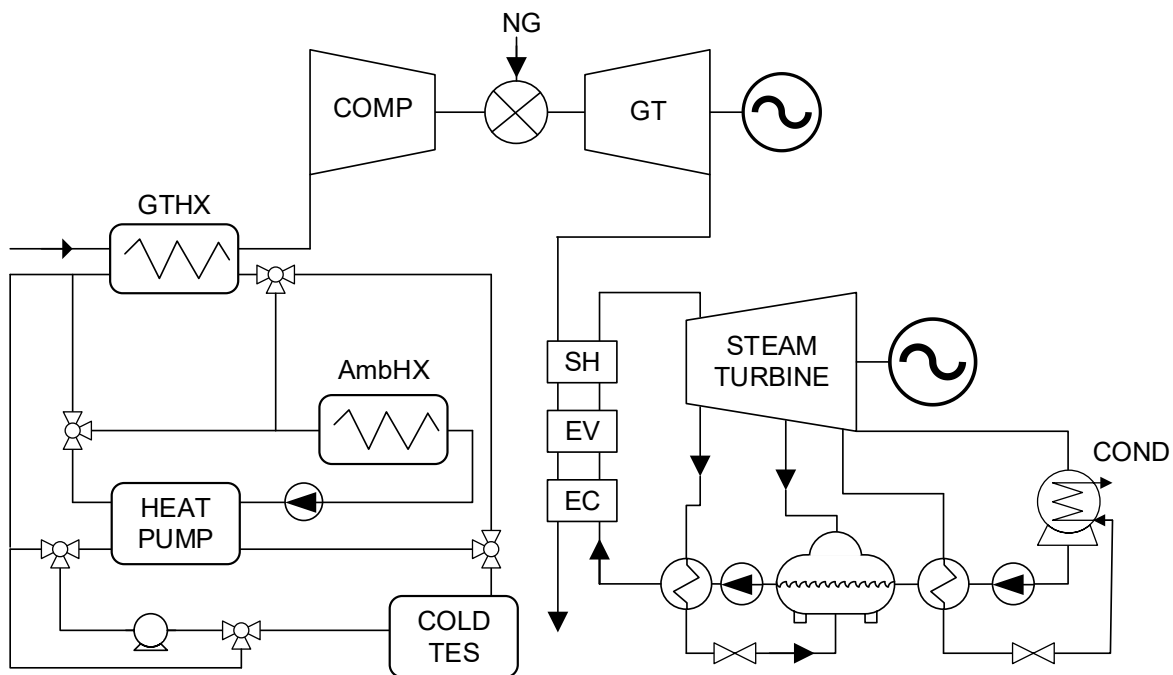 NG
COMP
GT
GTHX
STEAM
TURBINE
SH
AmbHX
EV
COND
EC
HEAT
PUMP
COLD
TES